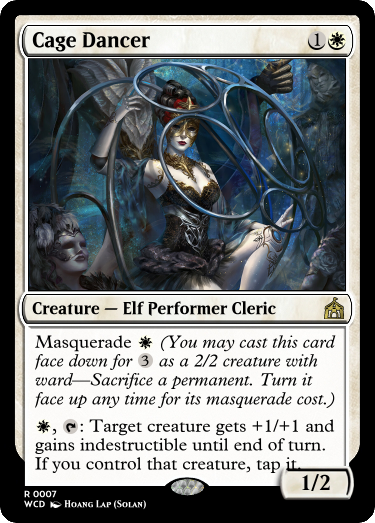 Cage Dancer 1
Creature — Elf Performer Cleric
Masquerade (You may cast this card
face down for 3 as a 2/2 creature with
ward—Sacrifice a permanent. Turn it
face up any time for its masquerade cost.)
, : Target creature gets +1/+1 and
gains indestructible until end of turn.
If you control that creature, tap it.
1/2
R 0007
WCD Hoang Lap (Solan)